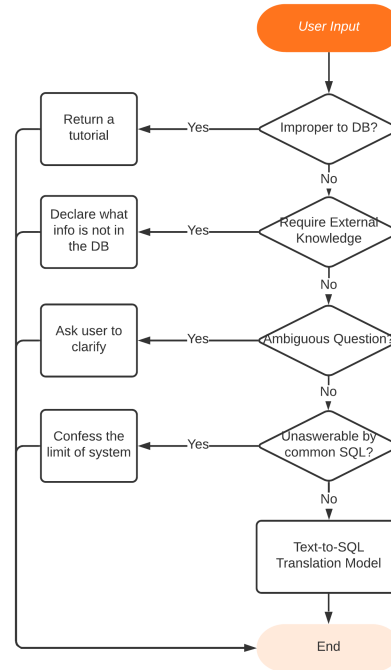 User Input
Return a
tutorial
Yes
Improper to DB?
No
Declare what
info is not in
the DB
Yes
Require External
Knowledge
No
Ask user to
clarify
Yes
Ambiguous Question?
No
Confess the
limit of system
Yes
Unaswerable by
common SQL?
No
Text-to-SQL
Translation Model
End